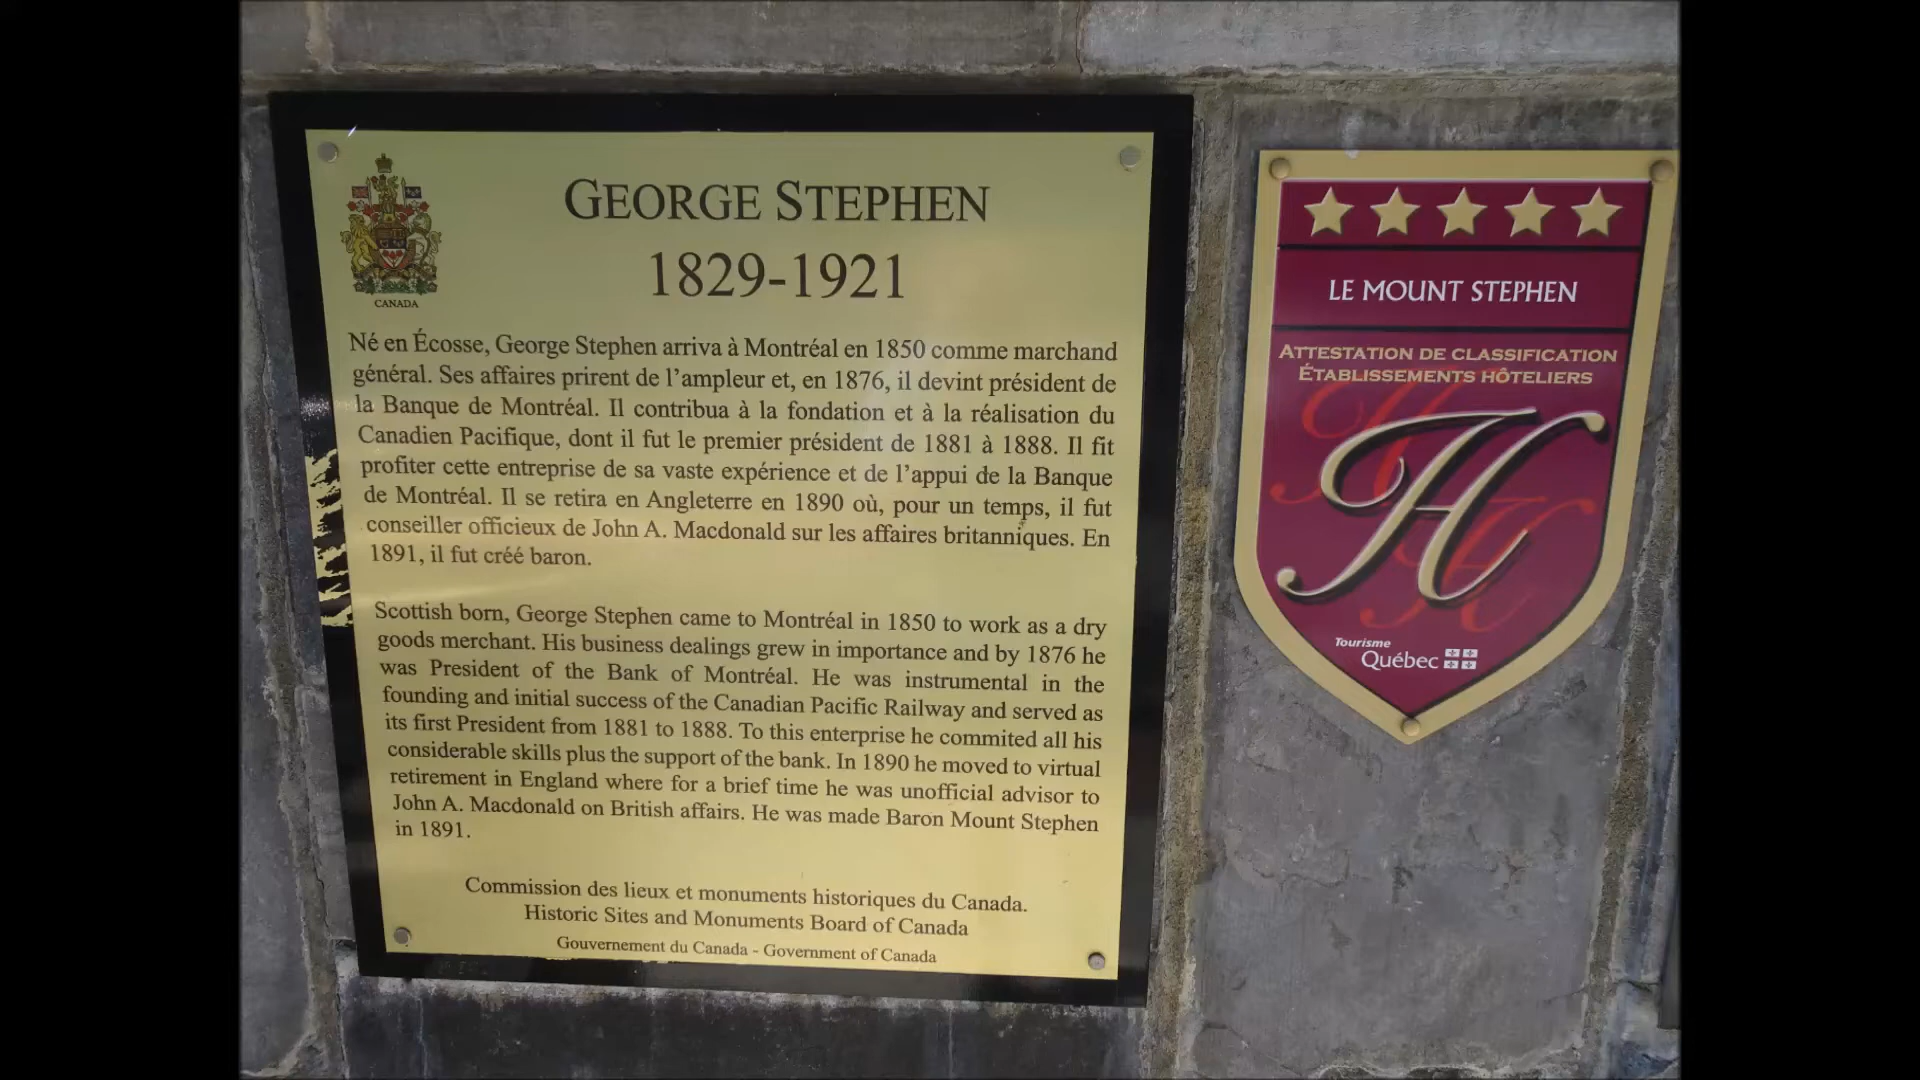 GEORGE STEPHEN
1829-1921
CANADA
Né en Écosse, George Stephen arriva à Montréal en 1850 comme marchand
général. Ses affaires prirent de l'ampleur et, en 1876, il devint président de
la Banque de Montréal. Il contribua à la fondation et à la réalisation du
Canadien Pacifique, dont il fut le premier président de 1881 à 1888. Il fit
profiter cette entreprise de sa vaste expérience et de l'appui de la Banque
de Montréal. Il se retira en Angleterre en 1890 où, pour un temps, il fut
conseiller officieux de John A. Macdonald sur les affaires britanniques. En
1891, il fut créé baron.
Scottish born, George Stephen came to Montréal in 1850 to work as a dry
goods merchant. His business dealings grew in importance and by 1876 he
was President of the Bank of Montréal. He was instrumental in the
founding and initial success of the Canadian Pacific Railway and served as
its first President from 1881 to 1888. To this enterprise he commited all his
considerable skills plus the support of the bank. In 1890 he moved to virtual
retirement in England where for a brief time he was unofficial advisor to
John A. Macdonald on British affairs. He was made Baron Mount Stephen
in 1891.
Commission des lieux et monuments historiques du Canada.
Historic Sites and Monuments Board of Canada
Gouvernement du Canada - Government of Canada
LE MOUNT STEPHEN
ATTESTATION DE CLASSIFICATION
ÉTABLISSEMENTS HÔTELIERS
H
Tourisme
Québec